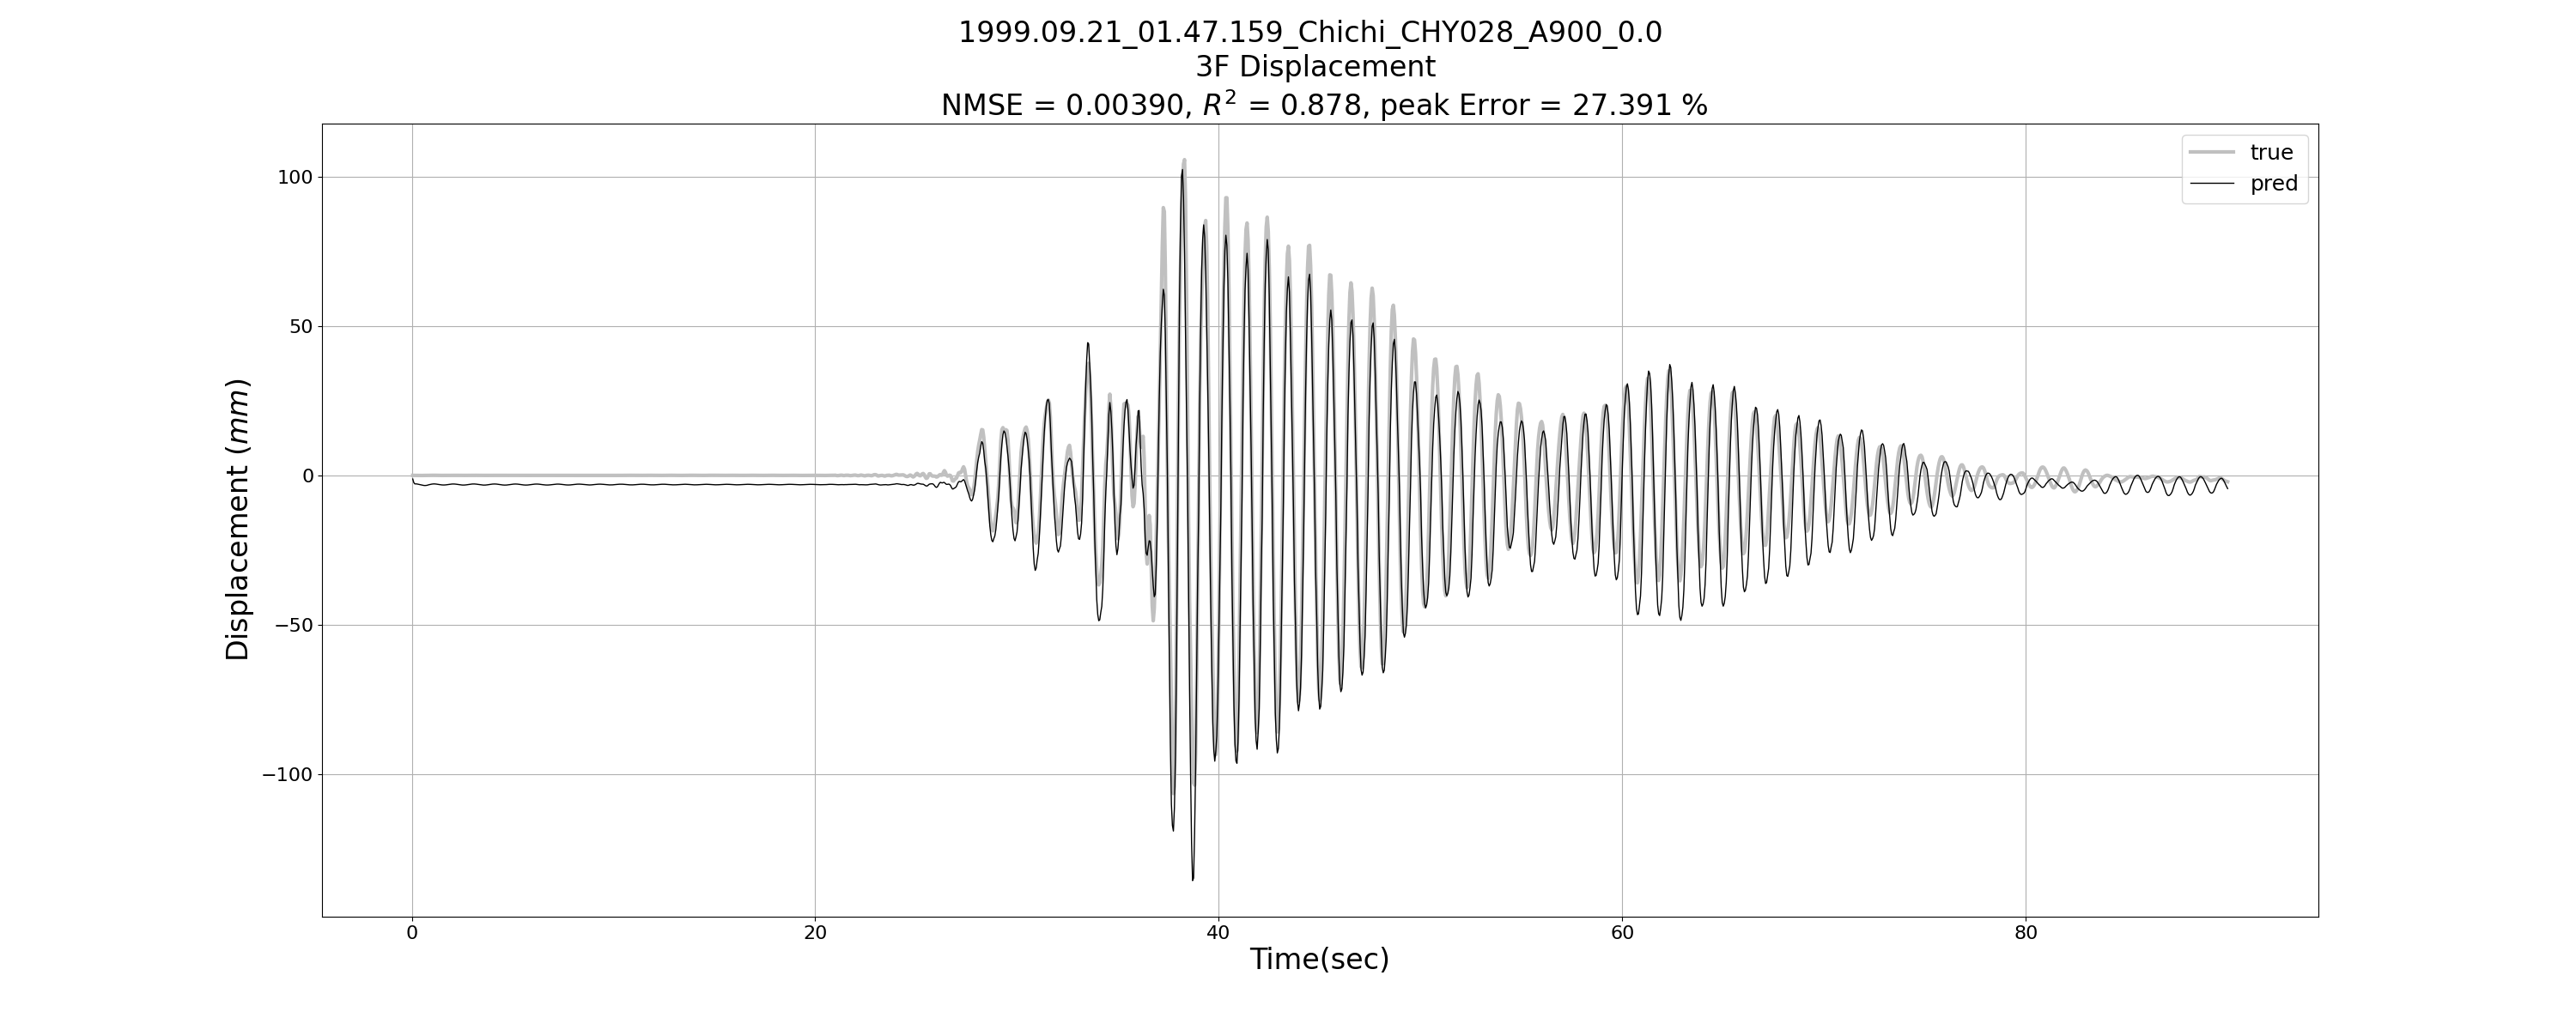 1999.09.21_01.47.159_Chichi_CHY028_A900_0.0
3F Displacement
NMSE = 0.00390, R² = 0.878, peak Error = 27.391 %
true
pred
100
50
0
−50
−100
Displacement (mm)
0
20
40
60
80
Time(sec)